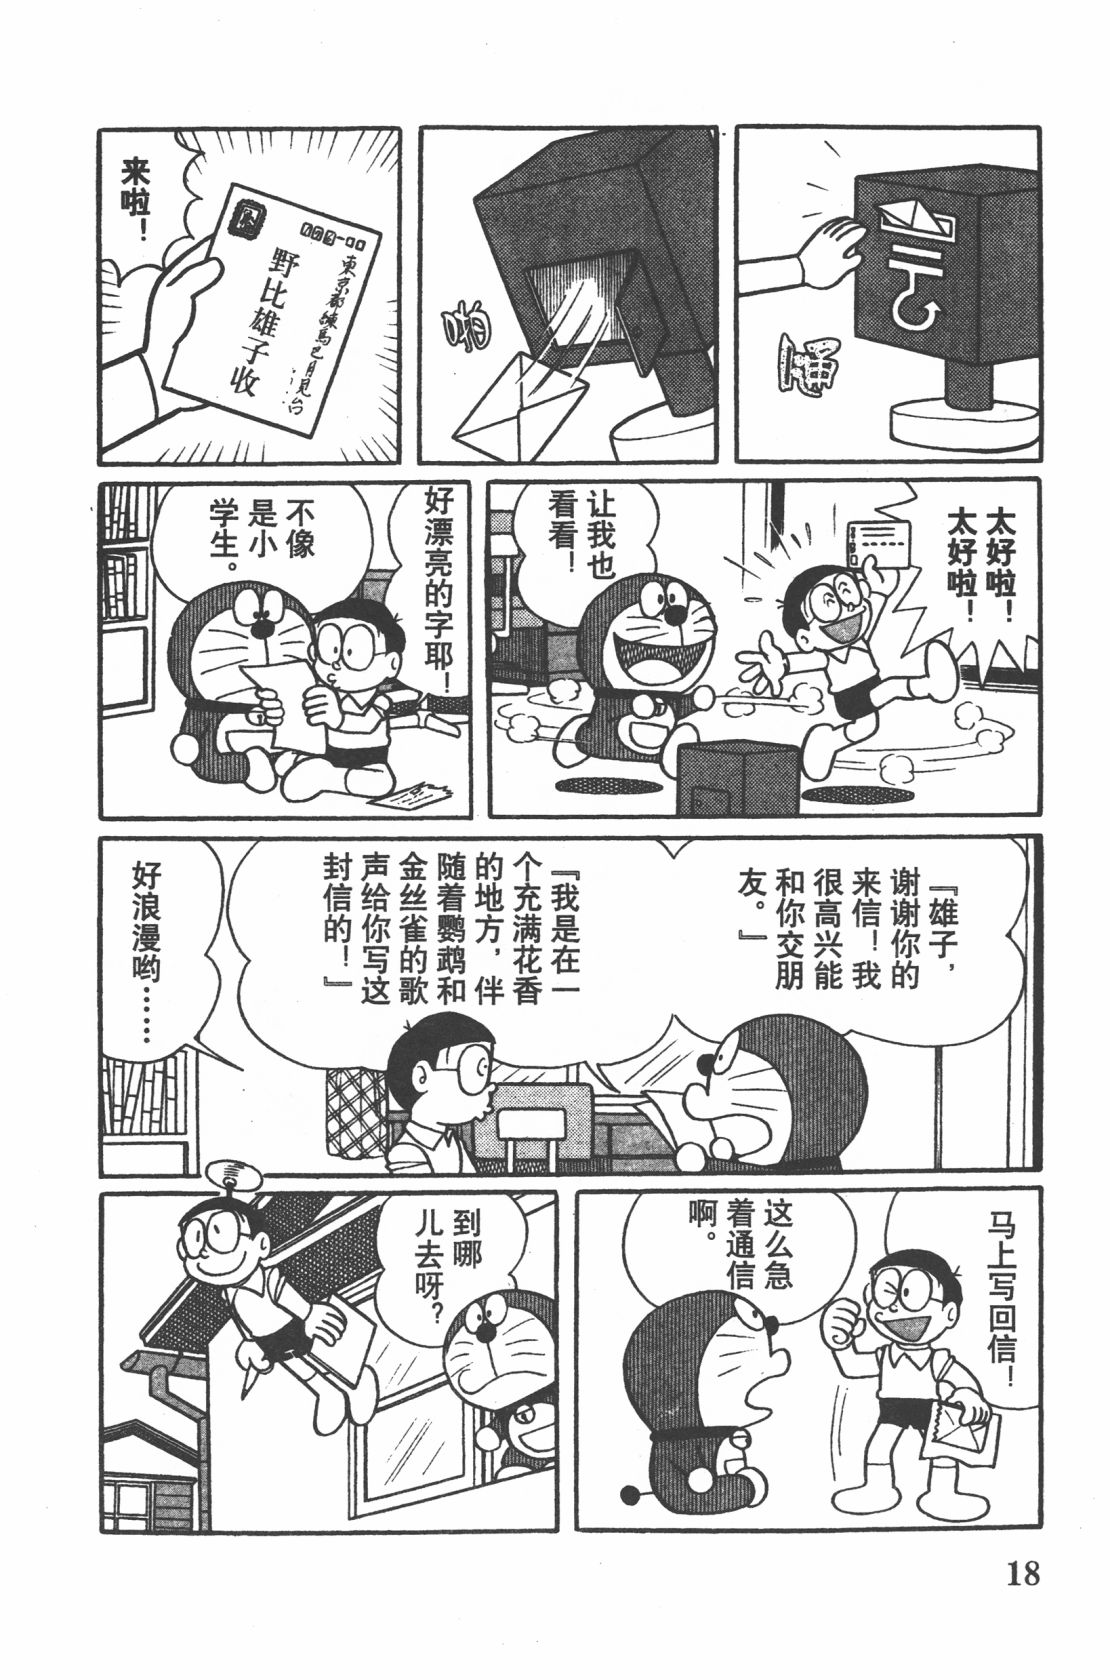 嗵
啪
来啦！
野比雄子收
東京都練馬
月見台
太好啦！
太好啦！
让我也
看看！
好漂亮的字耶！
不像
是小
学生。
『雄子，
谢谢你的
来信！我
很高兴能
和你交朋
友。』
『我是在一
个充满花香
的地方，伴
随着鹦鹉和
金丝雀的歌
声给你写这
封信的！』
好浪漫哟……
马上写回信！
这么急
着通信
啊。
到哪
儿去呀？
18